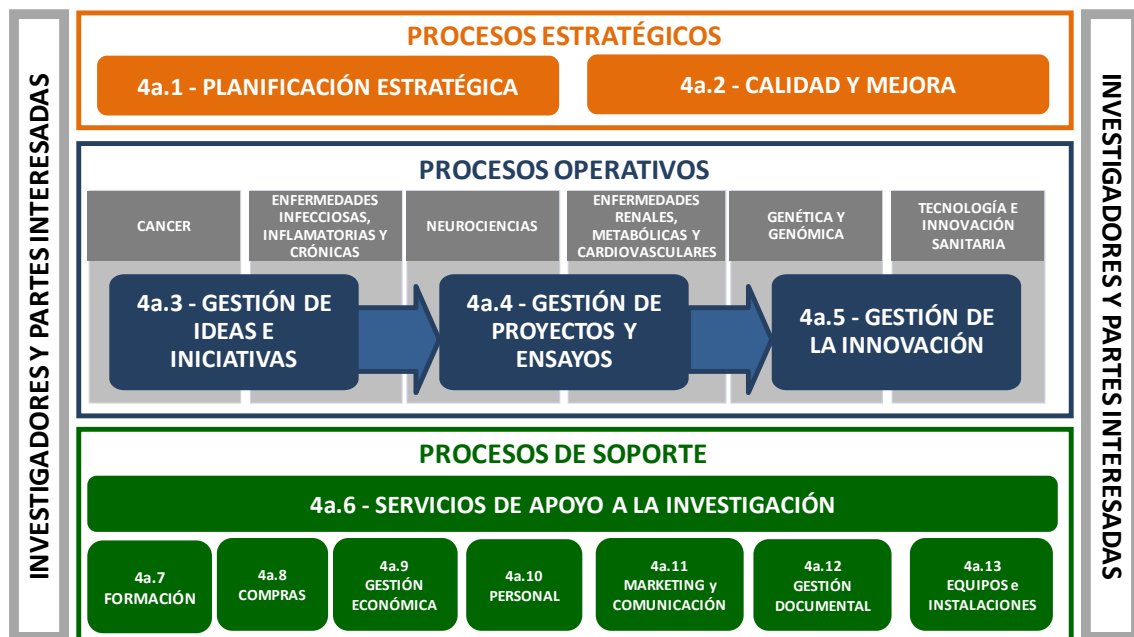 INVESTIGADORES Y PARTES INTERESADAS
PROCESOS ESTRATÉGICOS
4a.1 - PLANIFICACIÓN ESTRATÉGICA
4a.2 - CALIDAD Y MEJORA
PROCESOS OPERATIVOS
CANCER
ENFERMEDADES
INFECCIOSAS,
INFLAMATORIAS Y
CRÓNICAS
NEUROCIENCIAS
ENFERMEDADES
RENALES,
METABÓLICAS Y
CARDIOVASCULARES
GENÉTICA Y
GENÓMICA
TECNOLOGÍA E
INNOVACIÓN
SANITARIA
4a.3 - GESTIÓN DE
IDEAS E
INICIATIVAS
4a.4 - GESTIÓN DE
PROYECTOS Y
ENSAYOS
4a.5 - GESTIÓN DE
LA INNOVACIÓN
PROCESOS DE SOPORTE
4a.6 - SERVICIOS DE APOYO A LA INVESTIGACIÓN
4a.7
FORMACIÓN
4a.8
COMPRAS
4a.9
GESTIÓN
ECONÓMICA
4a.10
PERSONAL
4a.11
MARKETING y
COMUNICACIÓN
4a.12
GESTIÓN
DOCUMENTAL
4a.13
EQUIPOS e
INSTALACIONES
INVESTIGADORES Y PARTES INTERESADAS